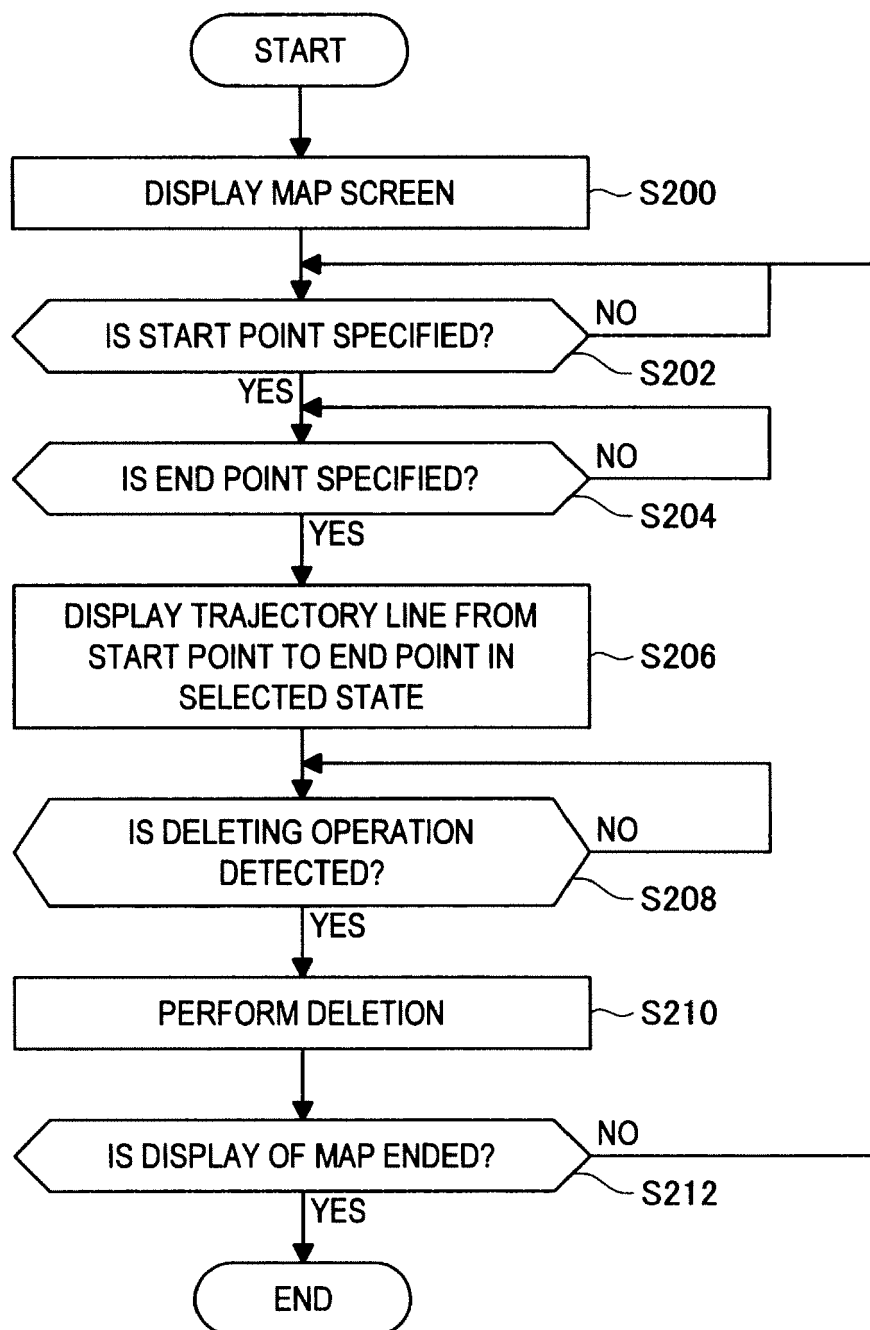 START
DISPLAY MAP SCREEN
S200
IS START POINT SPECIFIED?
NO
S202
YES
IS END POINT SPECIFIED?
NO
S204
YES
DISPLAY TRAJECTORY LINE FROM
START POINT TO END POINT IN
SELECTED STATE
S206
IS DELETING OPERATION
DETECTED?
NO
S208
YES
PERFORM DELETION
S210
IS DISPLAY OF MAP ENDED?
NO
S212
YES
END